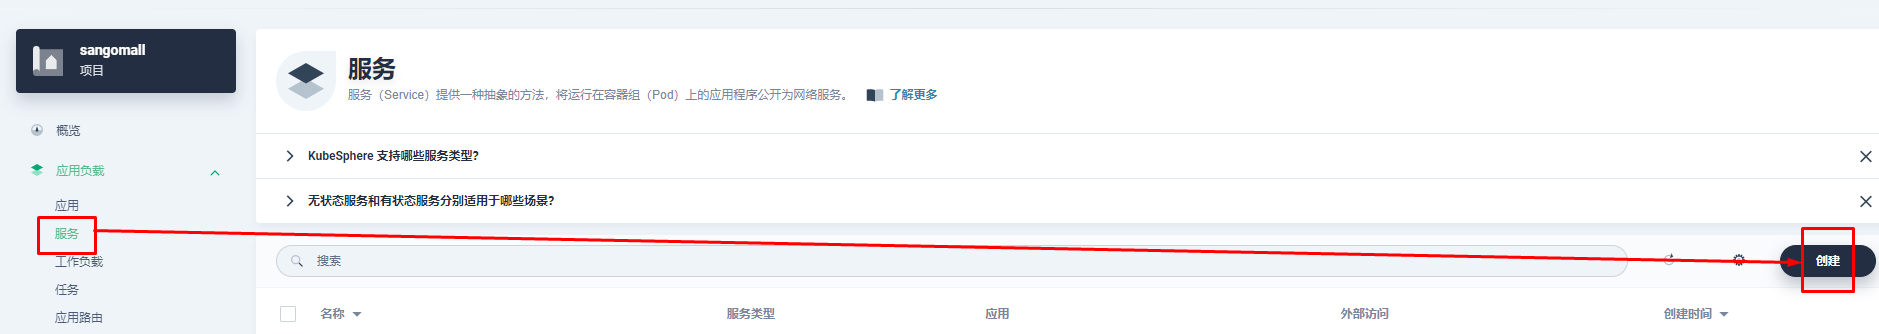 sangomall
项目
概览
应用负载
应用
服务
工作负载
任务
应用路由
服务
服务（Service）提供一种抽象的方法，将运行在容器组（Pod）上的应用程序公开为网络服务。 了解更多
KubeSphere 支持哪些服务类型?
无状态服务和有状态服务分别适用于哪些场景?
搜索
创建
名称 服务类型 应用 外部访问 创建时间